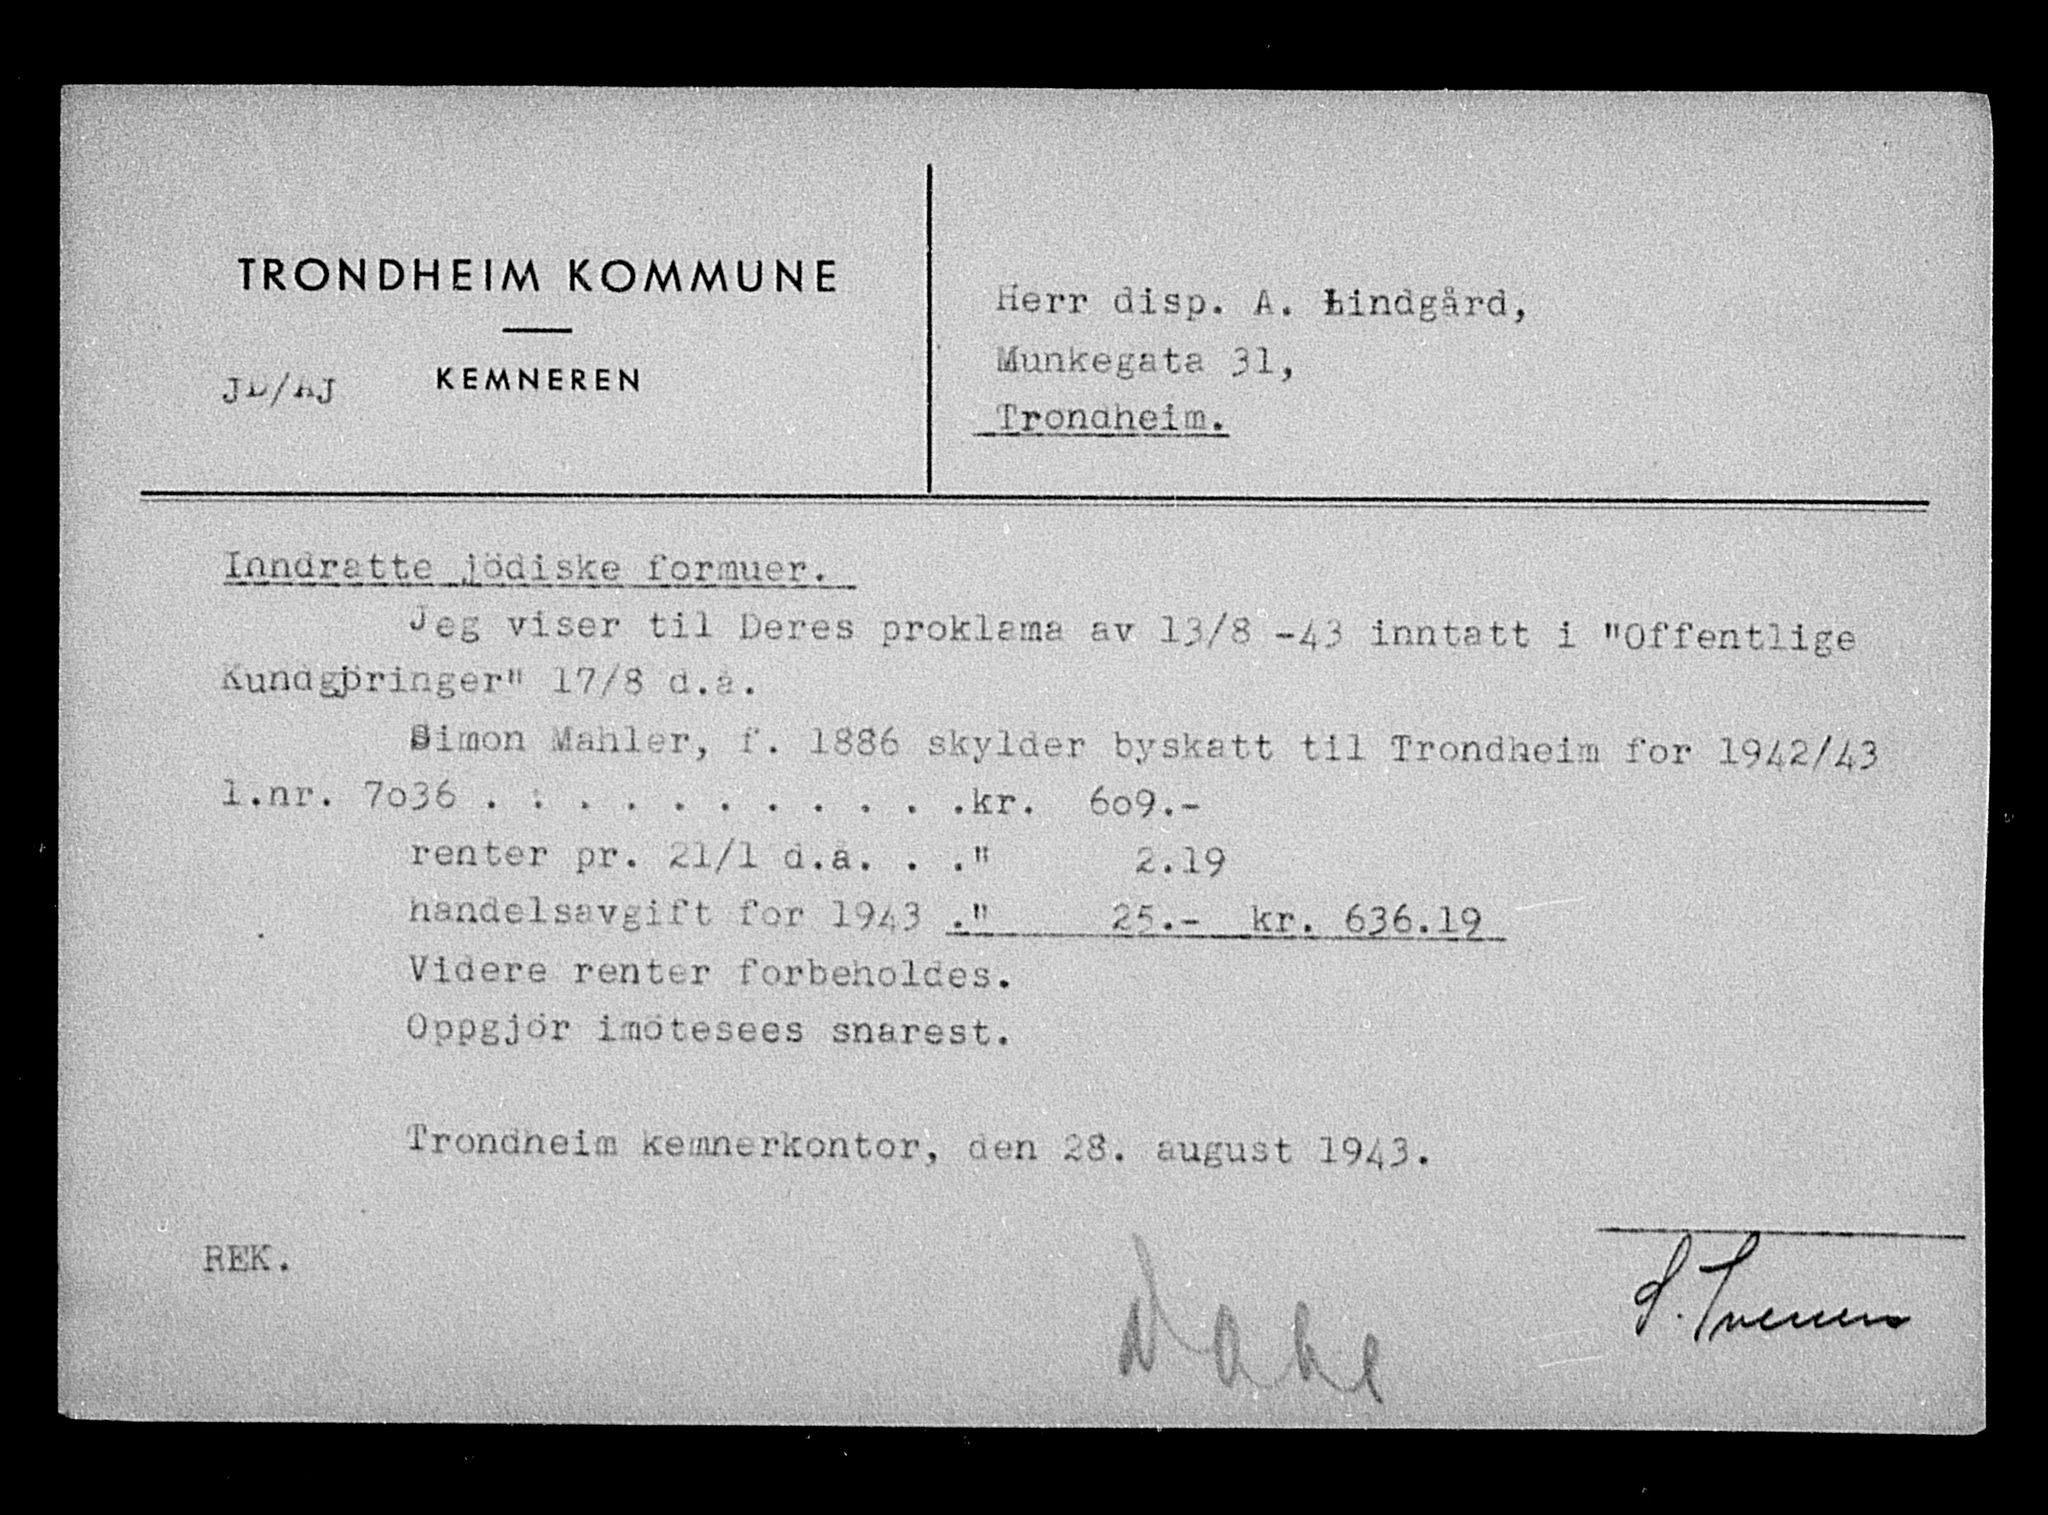 TRONDHEIM KOMMUNE
KEMNEREN
JD/AJ
Herr disp. A. Lindgård,
Munkegata 31,
Trondheim.
Inndratte jödiske formuer.
Jeg viser til Deres proklama av 13/8 -43 inntatt i "Offentlige
Kundgjöringer" 17/8 d.å.
Simon Mahler, f. 1886 skylder byskatt til Trondheim for 1942/43
l.nr. 7o36 . . . . . . . . . . .kr. 6o9.-
renter pr. 21/1 d.å. . ." 2.19
handelsavgift for 1943 ." 25.- kr. 636.19
Videre renter forbeholdes.
Oppgjör imötesees snarest.
Trondheim kemnerkontor, den 28. august 1943.
REK.